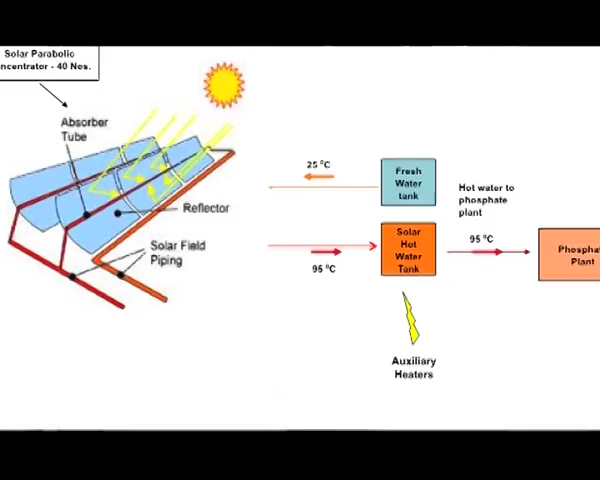 Solar Parabolic
ncentrator - 40 Nos.
Absorber
Tube
Reflector
Solar Field
Piping
25 °C
Fresh
Water
tank
Hot water to
phosphate
plant
Solar
Hot
Water
Tank
95 °C
95 °C
Phospha
Plant
Auxiliary
Heaters